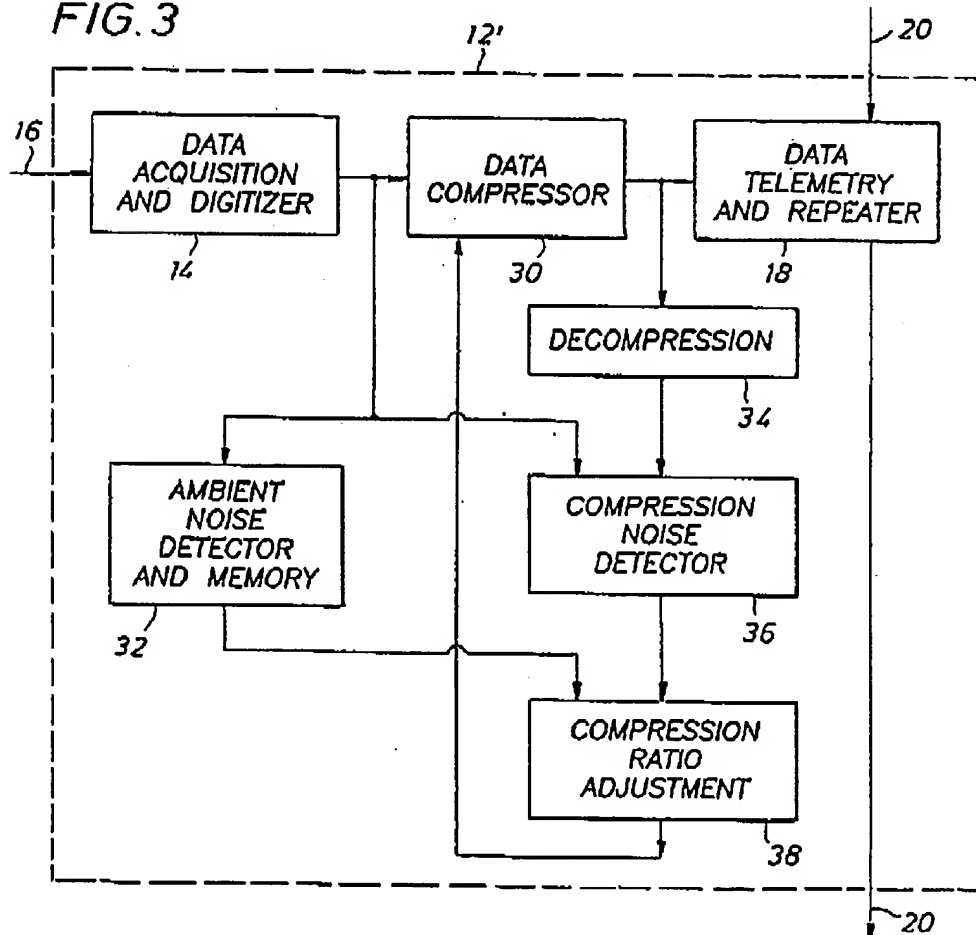 FIG. 3
12'
20
16
DATA
ACQUISITION
AND DIGITIZER
14
DATA
COMPRESSOR
30
DATA
TELEMETRY
AND REPEATER
18
DECOMPRESSION
34
AMBIENT
NOISE
DETECTOR
AND MEMORY
32
COMPRESSION
NOISE
DETECTOR
36
COMPRESSION
RATIO
ADJUSTMENT
38
20